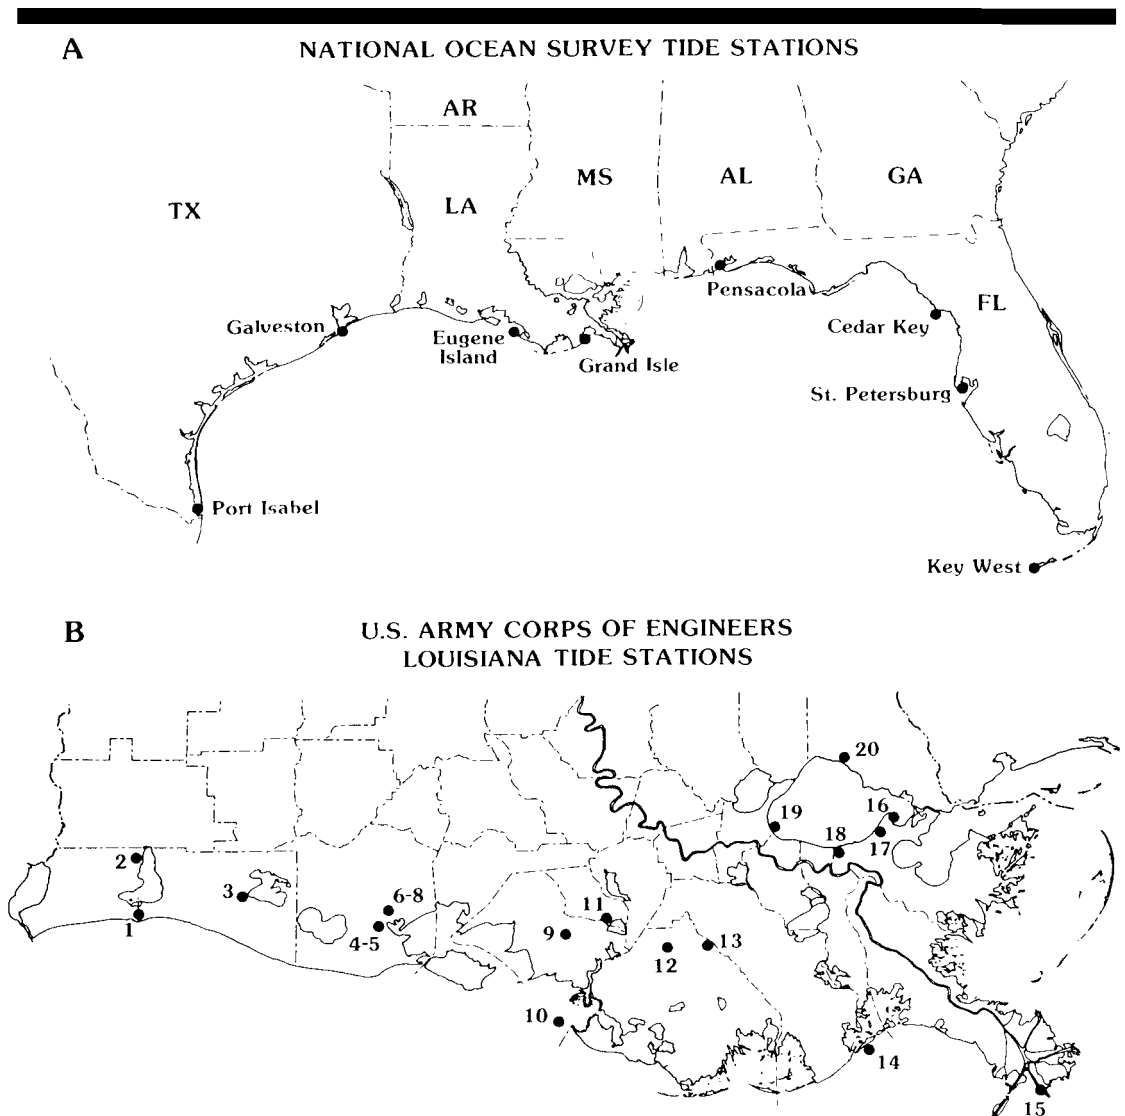 A
NATIONAL OCEAN SURVEY TIDE STATIONS
AR
MS
AL
GA
TX
LA
Pensacola
FL
Galveston
Eugene
Island
Grand Isle
Cedar Key
St. Petersburg
Port Isabel
Key West
B
U.S. ARMY CORPS OF ENGINEERS
LOUISIANA TIDE STATIONS
20
19
16
18
17
2
3
6-8
11
1
4-5
9
12
13
10
14
15